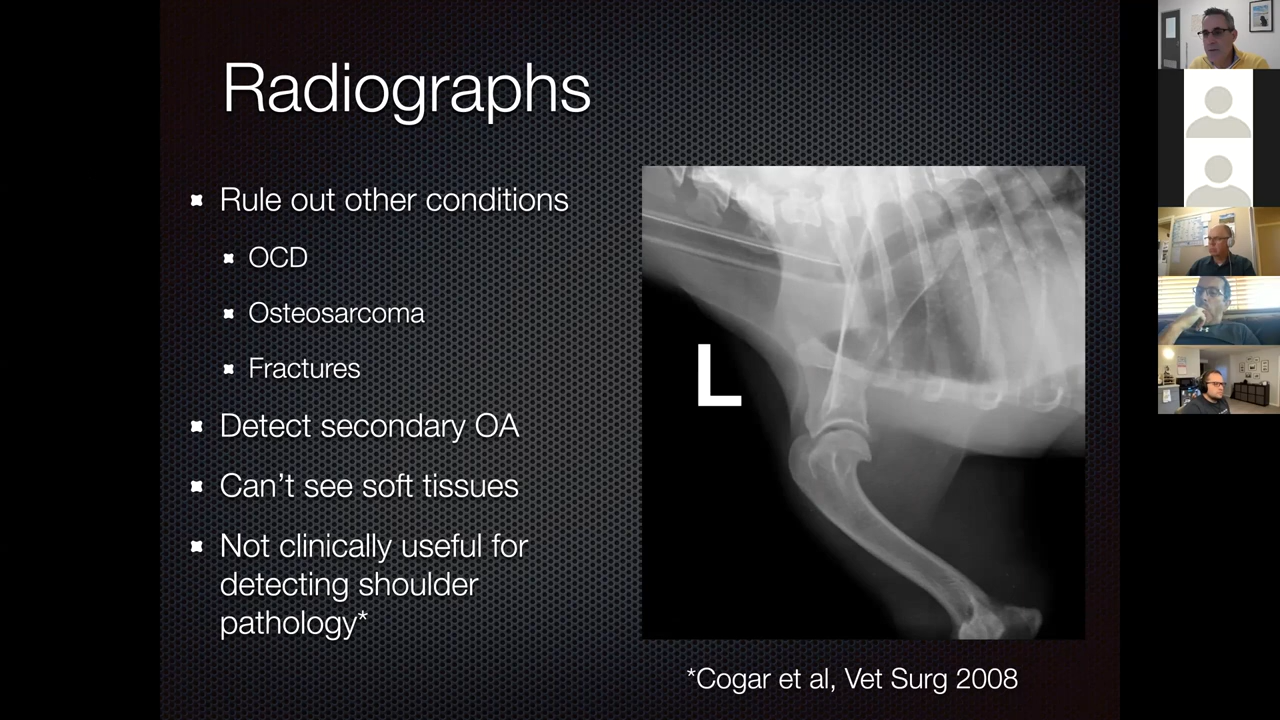 Radiographs
Rule out other conditions
OCD
Osteosarcoma
Fractures
Detect secondary OA
Can't see soft tissues
Not clinically useful for
detecting shoulder
pathology*
L
*Cogar et al, Vet Surg 2008